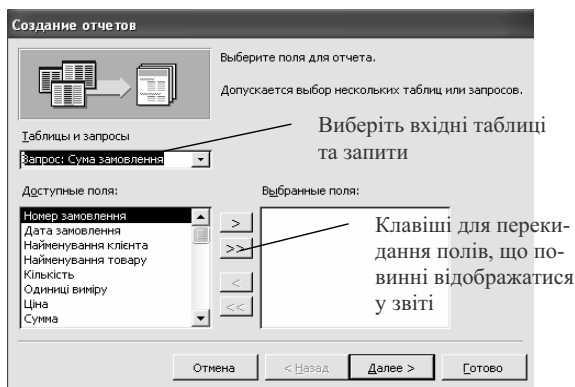 Создание отчетов
Выберите поля для отчета.
Допускается выбор нескольких таблиц или запросов.
Таблицы и запросы
Запрос: Сума замовлення
Виберіть вхідні таблиці
та запити
Доступные поля:
Выбранные поля:
Номер замовлення
Дата замовлення
Найменування клієнта
Найменування товару
Кількість
Одиниці виміру
Ціна
Сумма
>
>>
<
<<
Клавіші для переки-
дання полів, що по-
винні відображатися
у звіті
Отмена
< Назад
Далее >
Готово